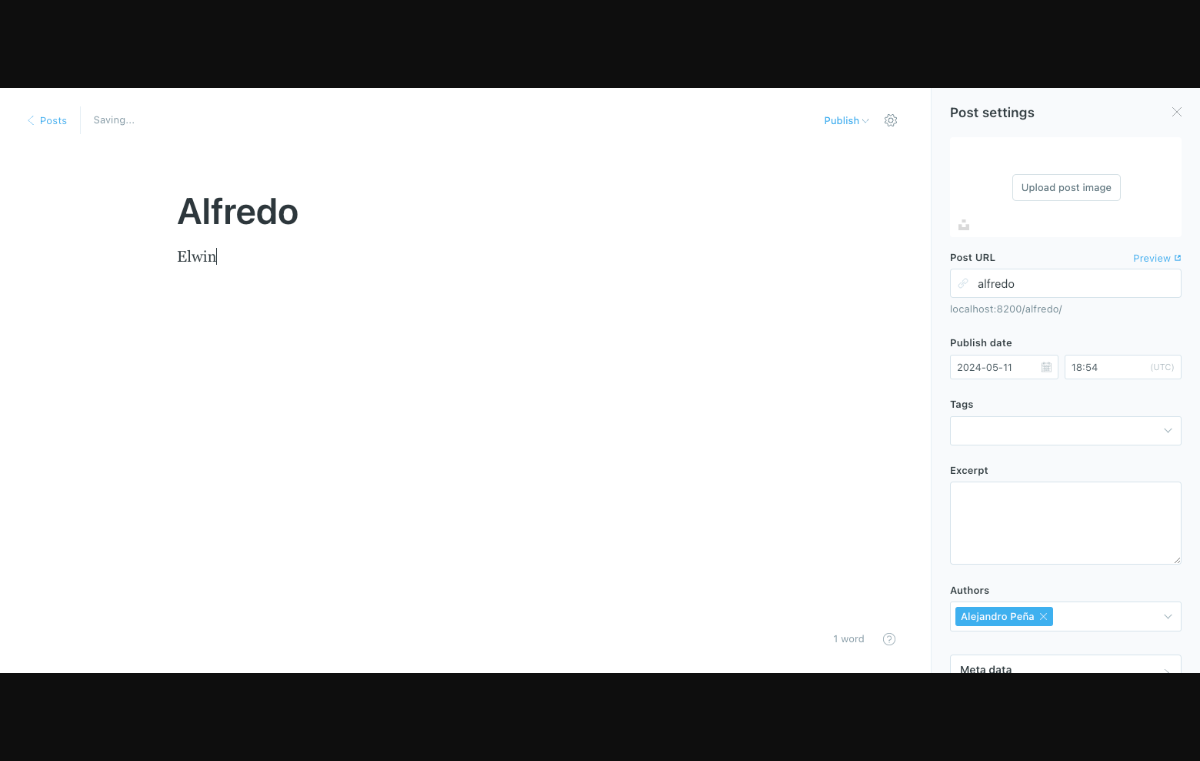 Posts
Saving...
Publish
Alfredo
Elwin
1 word
Post settings
Upload post image
Post URL
Preview
alfredo
localhost:8200/alfredo/
Publish date
2024-05-11
18:54
(UTC)
Tags
Excerpt
Authors
Alejandro Peña
Meta data